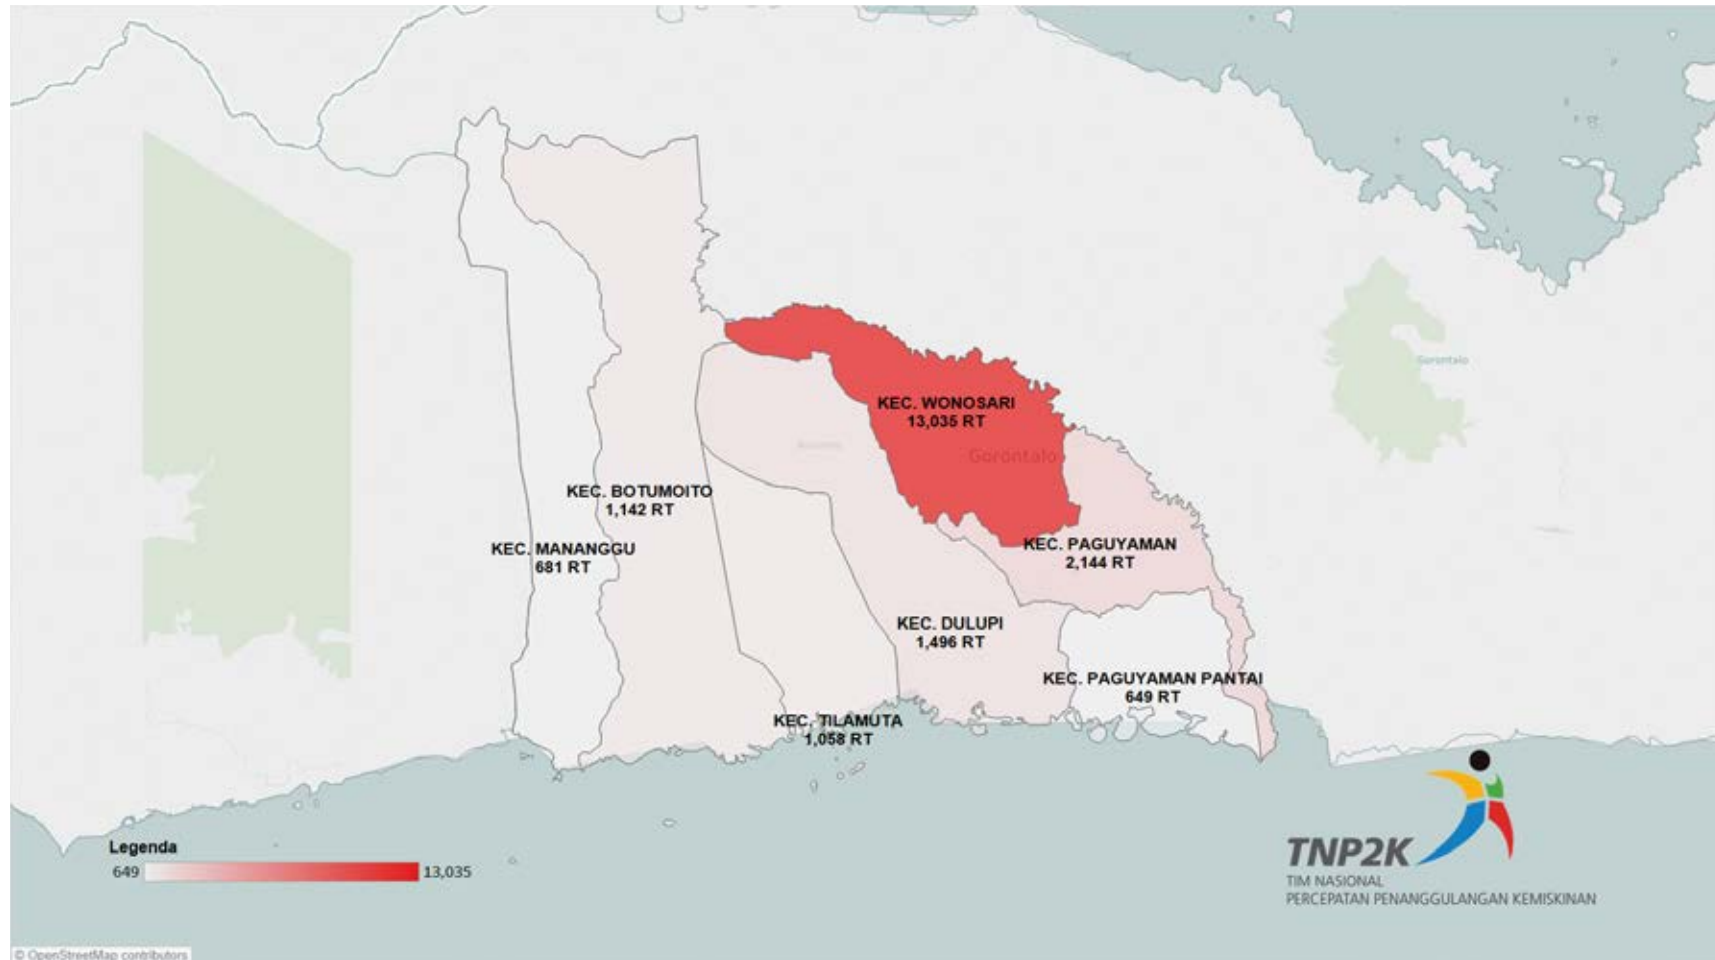 Gorontalo
KEC. WONOSARI
13,035 RT
Gorontalo
KEC. BOTUMOITO
1,142 RT
KEC. MANANGGU
681 RT
KEC. PAGUYAMAN
2,144 RT
KEC. DULUPI
1,496 RT
KEC. PAGUYAMAN PANTAI
649 RT
KEC. TILAMUTA
1,058 RT
Legenda
649 13,035
TNP2K
TIM NASIONAL
PERCEPATAN PENANGGULANGAN KEMISKINAN
© OpenStreetMap contributors